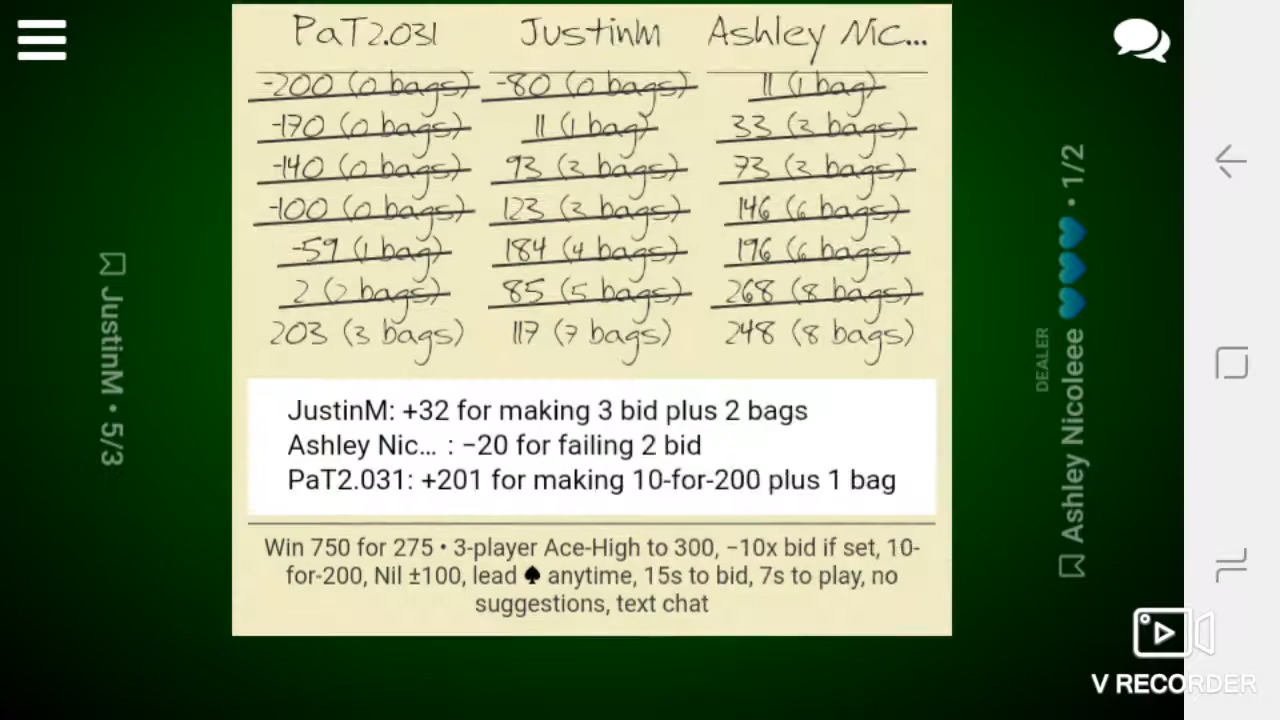 PaT2.031 JustinM Ashley Nic...
-200 (0 bags) -80 (0 bags) 11 (1 bag)
-170 (0 bags) 11 (1 bag) 33 (3 bags)
-140 (0 bags) 93 (3 bags) 73 (3 bags)
-100 (0 bags) 123 (3 bags) 146 (6 bags)
-59 (1 bag) 184 (4 bags) 196 (6 bags)
2 (2 bags) 85 (5 bags) 268 (8 bags)
203 (3 bags) 117 (7 bags) 248 (8 bags)
JustinM: +32 for making 3 bid plus 2 bags
Ashley Nic... : −20 for failing 2 bid
PaT2.031: +201 for making 10-for-200 plus 1 bag
Win 750 for 275 • 3-player Ace-High to 300, −10x bid if set, 10-
for-200, Nil ±100, lead ♠ anytime, 15s to bid, 7s to play, no
suggestions, text chat
JustinM • 5/3
DEALER
Ashley Nicoleee 💙💙💙 • 1/2
V RECORDER